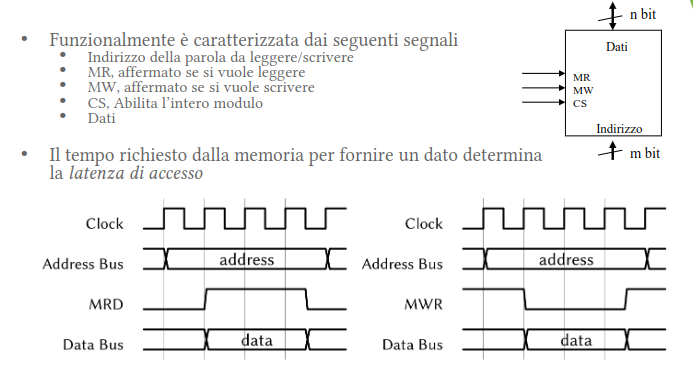 • Funzionalmente è caratterizzata dai seguenti segnali
• Indirizzo della parola da leggere/scrivere
• MR, affermato se si vuole leggere
• MW, affermato se si vuole scrivere
• CS, Abilita l'intero modulo
• Dati
n bit
Dati
MR
MW
CS
Indirizzo
m bit
• Il tempo richiesto dalla memoria per fornire un dato determina
la latenza di accesso
Clock
Address Bus address
MRD
Data Bus data
Clock
Address Bus address
MWR
Data Bus data